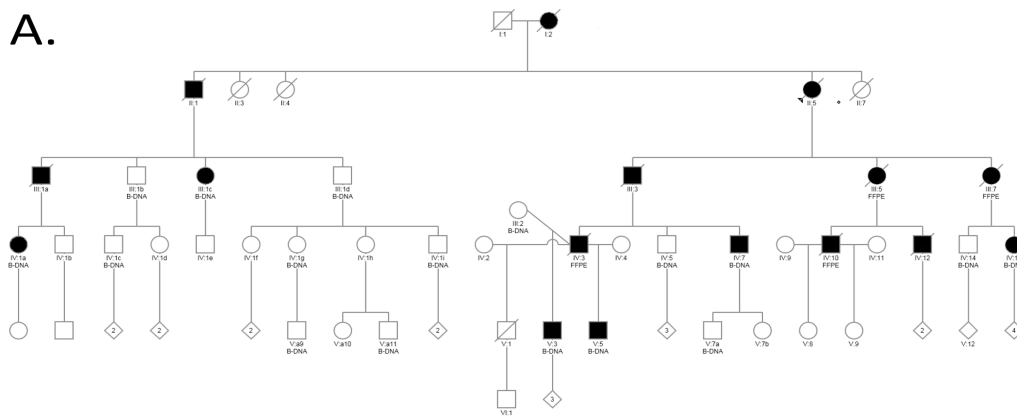 A.
I:1 I:2
II:1 II:3 II:4 II:5 II:7
III:1a III:1b III:1c III:1d III:3 III:5 III:7
B-DNA B-DNA B-DNA FFPE FFPE
III:2
B-DNA
IV:1a IV:1b IV:1c IV:1d IV:1e IV:1f IV:1g IV:1h IV:1i IV:2 IV:3 IV:4 IV:5 IV:7 IV:9 IV:10 IV:11 IV:12 IV:14
B-DNA B-DNA B-DNA B-DNA FFPE B-DNA B-DNA FFPE B-DNA
2 2 2 2 3 2 4
V:a9 V:a10 V:a11 V:1 V:3 V:5 V:7a V:7b V:8 V:9 V:12
B-DNA B-DNA B-DNA B-DNA B-DNA
VI:1 3